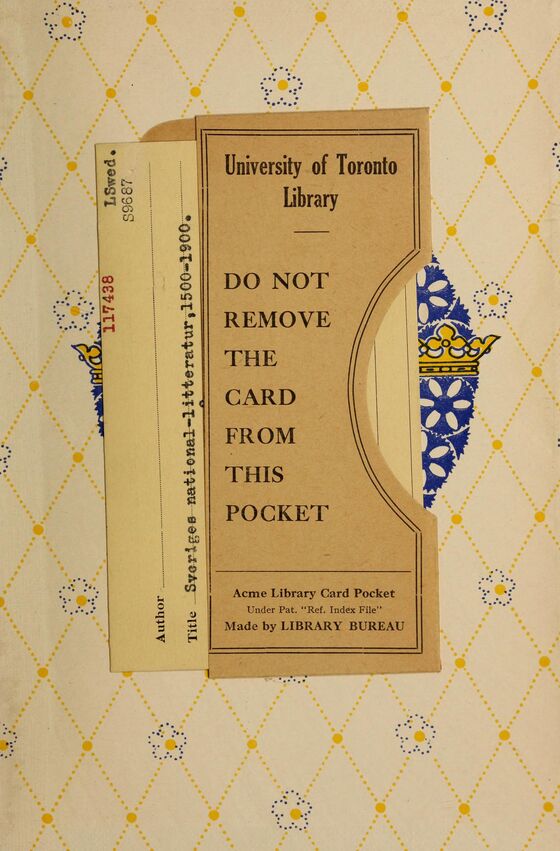 University of Toronto
Library
DO NOT
REMOVE
THE
CARD
FROM
THIS
POCKET
Acme Library Card Pocket
Under Pat. "Ref. Index File"
Made by LIBRARY BUREAU
LSwed.
S9687
117438
Author
Title Sveriges national-litteratur,1500-1900.